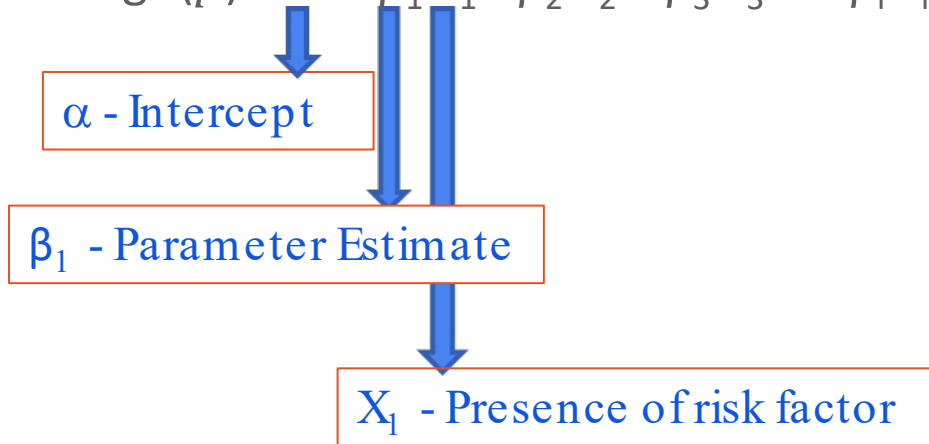 α - Intercept
β₁ - Parameter Estimate
X₁ - Presence of risk factor